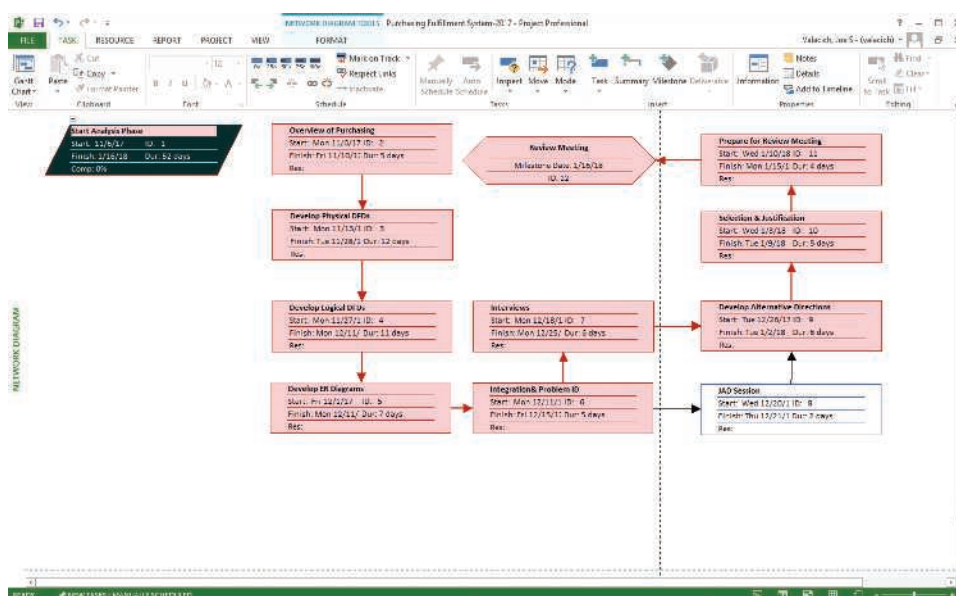 NETWORK DIAGRAM TOOLS Purchasing Fulfillment System-2017 - Project Professional
FILE TASK RESOURCE REPORT PROJECT VIEW FORMAT
Cut
Copy
Format Painter
Gantt Chart
Paste
View
Clipboard
Font
Mark on Track
Respect Links
Inactivate
Schedule
Manually Schedule
Auto Schedule
Inspect
Move
Mode
Tasks
Task
Summary
Milestone
Deliverable
Insert
Information
Notes
Details
Add to Timeline
Properties
Scroll to Task
Find
Clear
Fill
Editing
NETWORK DIAGRAM
Start Analysis Phase
Start: 11/6/17 ID: 1
Finish: 1/16/18 Dur: 52 days
Comp: 0%
Overview of Purchasing
Start: Mon 11/6/17 ID: 2
Finish: Fri 11/10/17 Dur: 5 days
Res:
Review Meeting
Milestone Date: 1/16/18
ID: 12
Prepare for Review Meeting
Start: Wed 1/10/18 ID: 11
Finish: Mon 1/15/1 Dur: 4 days
Res:
Develop Physical DFDs
Start: Mon 11/13/1 ID: 3
Finish: Tue 11/28/1 Dur: 12 days
Res:
Selection & Justification
Start: Wed 1/3/18 ID: 10
Finish: Tue 1/9/18 Dur: 5 days
Res:
Develop Logical DFDs
Start: Mon 11/27/1 ID: 4
Finish: Mon 12/11/ Dur: 11 days
Res:
Interviews
Start: Mon 12/18/1 ID: 7
Finish: Mon 12/25/ Dur: 6 days
Res:
Develop Alternative Directions
Start: Tue 12/26/17 ID: 9
Finish: Tue 1/2/18 Dur: 6 days
Res:
Develop ER Diagrams
Start: Fri 12/1/17 ID: 5
Finish: Mon 12/11/ Dur: 7 days
Res:
Integration& Problem ID
Start: Mon 12/11/1 ID: 6
Finish: Fri 12/15/17 Dur: 5 days
Res:
JAD Session
Start: Wed 12/20/1 ID: 8
Finish: Thu 12/21/1 Dur: 2 days
Res:
READY NEW TASKS : MANUALLY SCHEDULED